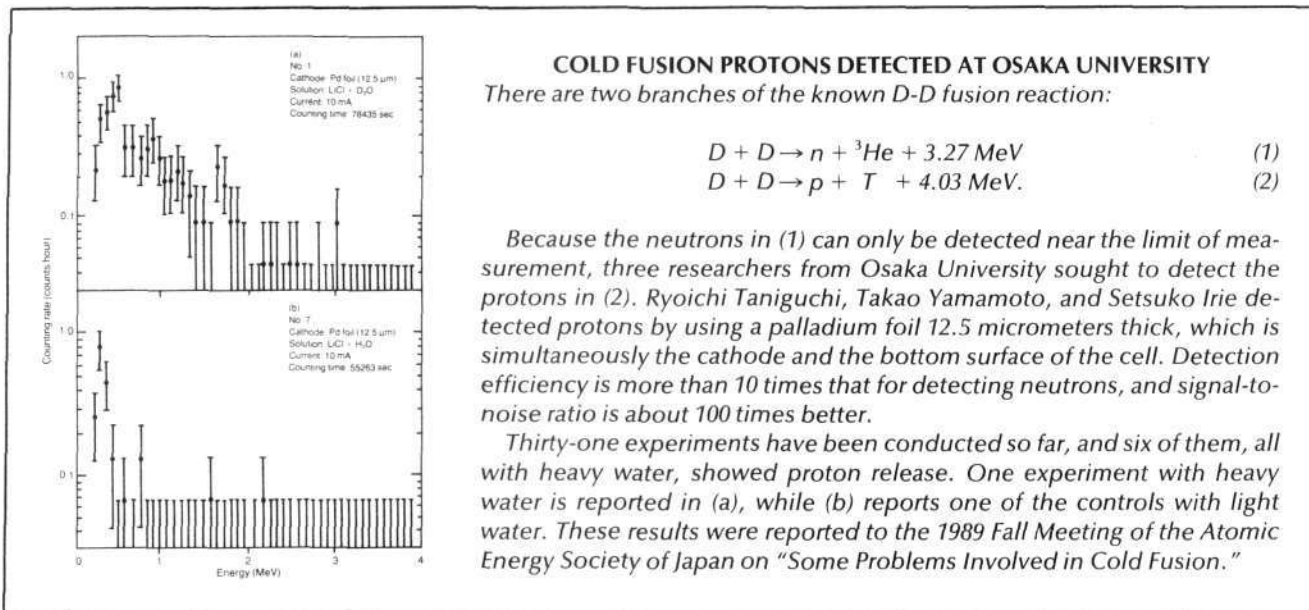 (a)
No. 1
Cathode: Pd foil (12.5 μm)
Solution: LiCl - D₂O
Current: 10 mA
Counting time: 78435 sec
1.0
0.1
(b)
No. 7
Cathode: Pd foil (12.5 μm)
Solution: LiCl - H₂O
Current: 10 mA
Counting time: 55263 sec
1.0
0.1
Counting rate (counts hour)
0 1 2 3 4
Energy (MeV)
COLD FUSION PROTONS DETECTED AT OSAKA UNIVERSITY
There are two branches of the known D-D fusion reaction:
D + D → n + ³He + 3.27 MeV (1)
D + D → p + T + 4.03 MeV. (2)
Because the neutrons in (1) can only be detected near the limit of mea-
surement, three researchers from Osaka University sought to detect the
protons in (2). Ryoichi Taniguchi, Takao Yamamoto, and Setsuko Irie de-
tected protons by using a palladium foil 12.5 micrometers thick, which is
simultaneously the cathode and the bottom surface of the cell. Detection
efficiency is more than 10 times that for detecting neutrons, and signal-to-
noise ratio is about 100 times better.
Thirty-one experiments have been conducted so far, and six of them, all
with heavy water, showed proton release. One experiment with heavy
water is reported in (a), while (b) reports one of the controls with light
water. These results were reported to the 1989 Fall Meeting of the Atomic
Energy Society of Japan on "Some Problems Involved in Cold Fusion."